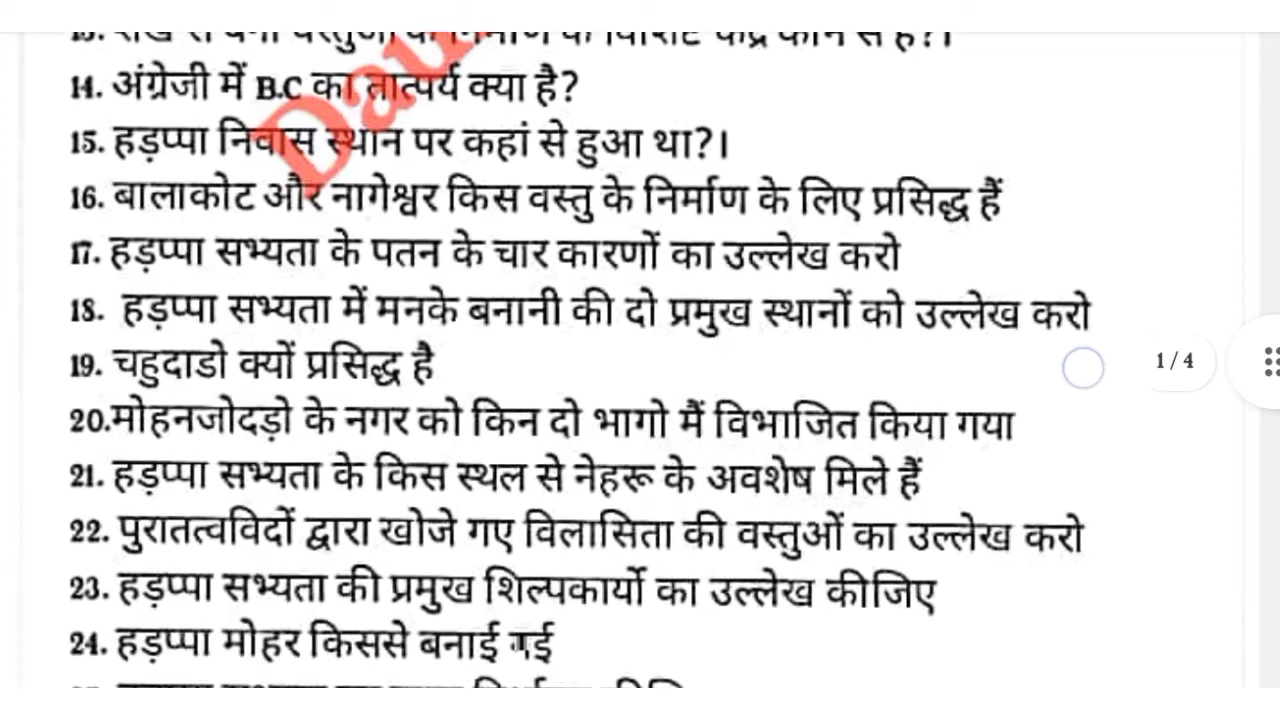 14. अंग्रेजी में B.C का तात्पर्य क्या है?
15. हड़प्पा निवास स्थान पर कहां से हुआ था?।
16. बालाकोट और नागेश्वर किस वस्तु के निर्माण के लिए प्रसिद्ध हैं
17. हड़प्पा सभ्यता के पतन के चार कारणों का उल्लेख करो
18. हड़प्पा सभ्यता में मनके बनानी की दो प्रमुख स्थानों को उल्लेख करो
19. चहुदाडो क्यों प्रसिद्ध है
1 / 4
20.मोहनजोदड़ो के नगर को किन दो भागो मैं विभाजित किया गया
21. हड़प्पा सभ्यता के किस स्थल से नेहरू के अवशेष मिले हैं
22. पुरातत्वविदों द्वारा खोजे गए विलासिता की वस्तुओं का उल्लेख करो
23. हड़प्पा सभ्यता की प्रमुख शिल्पकार्यो का उल्लेख कीजिए
24. हड़प्पा मोहर किससे बनाई गई